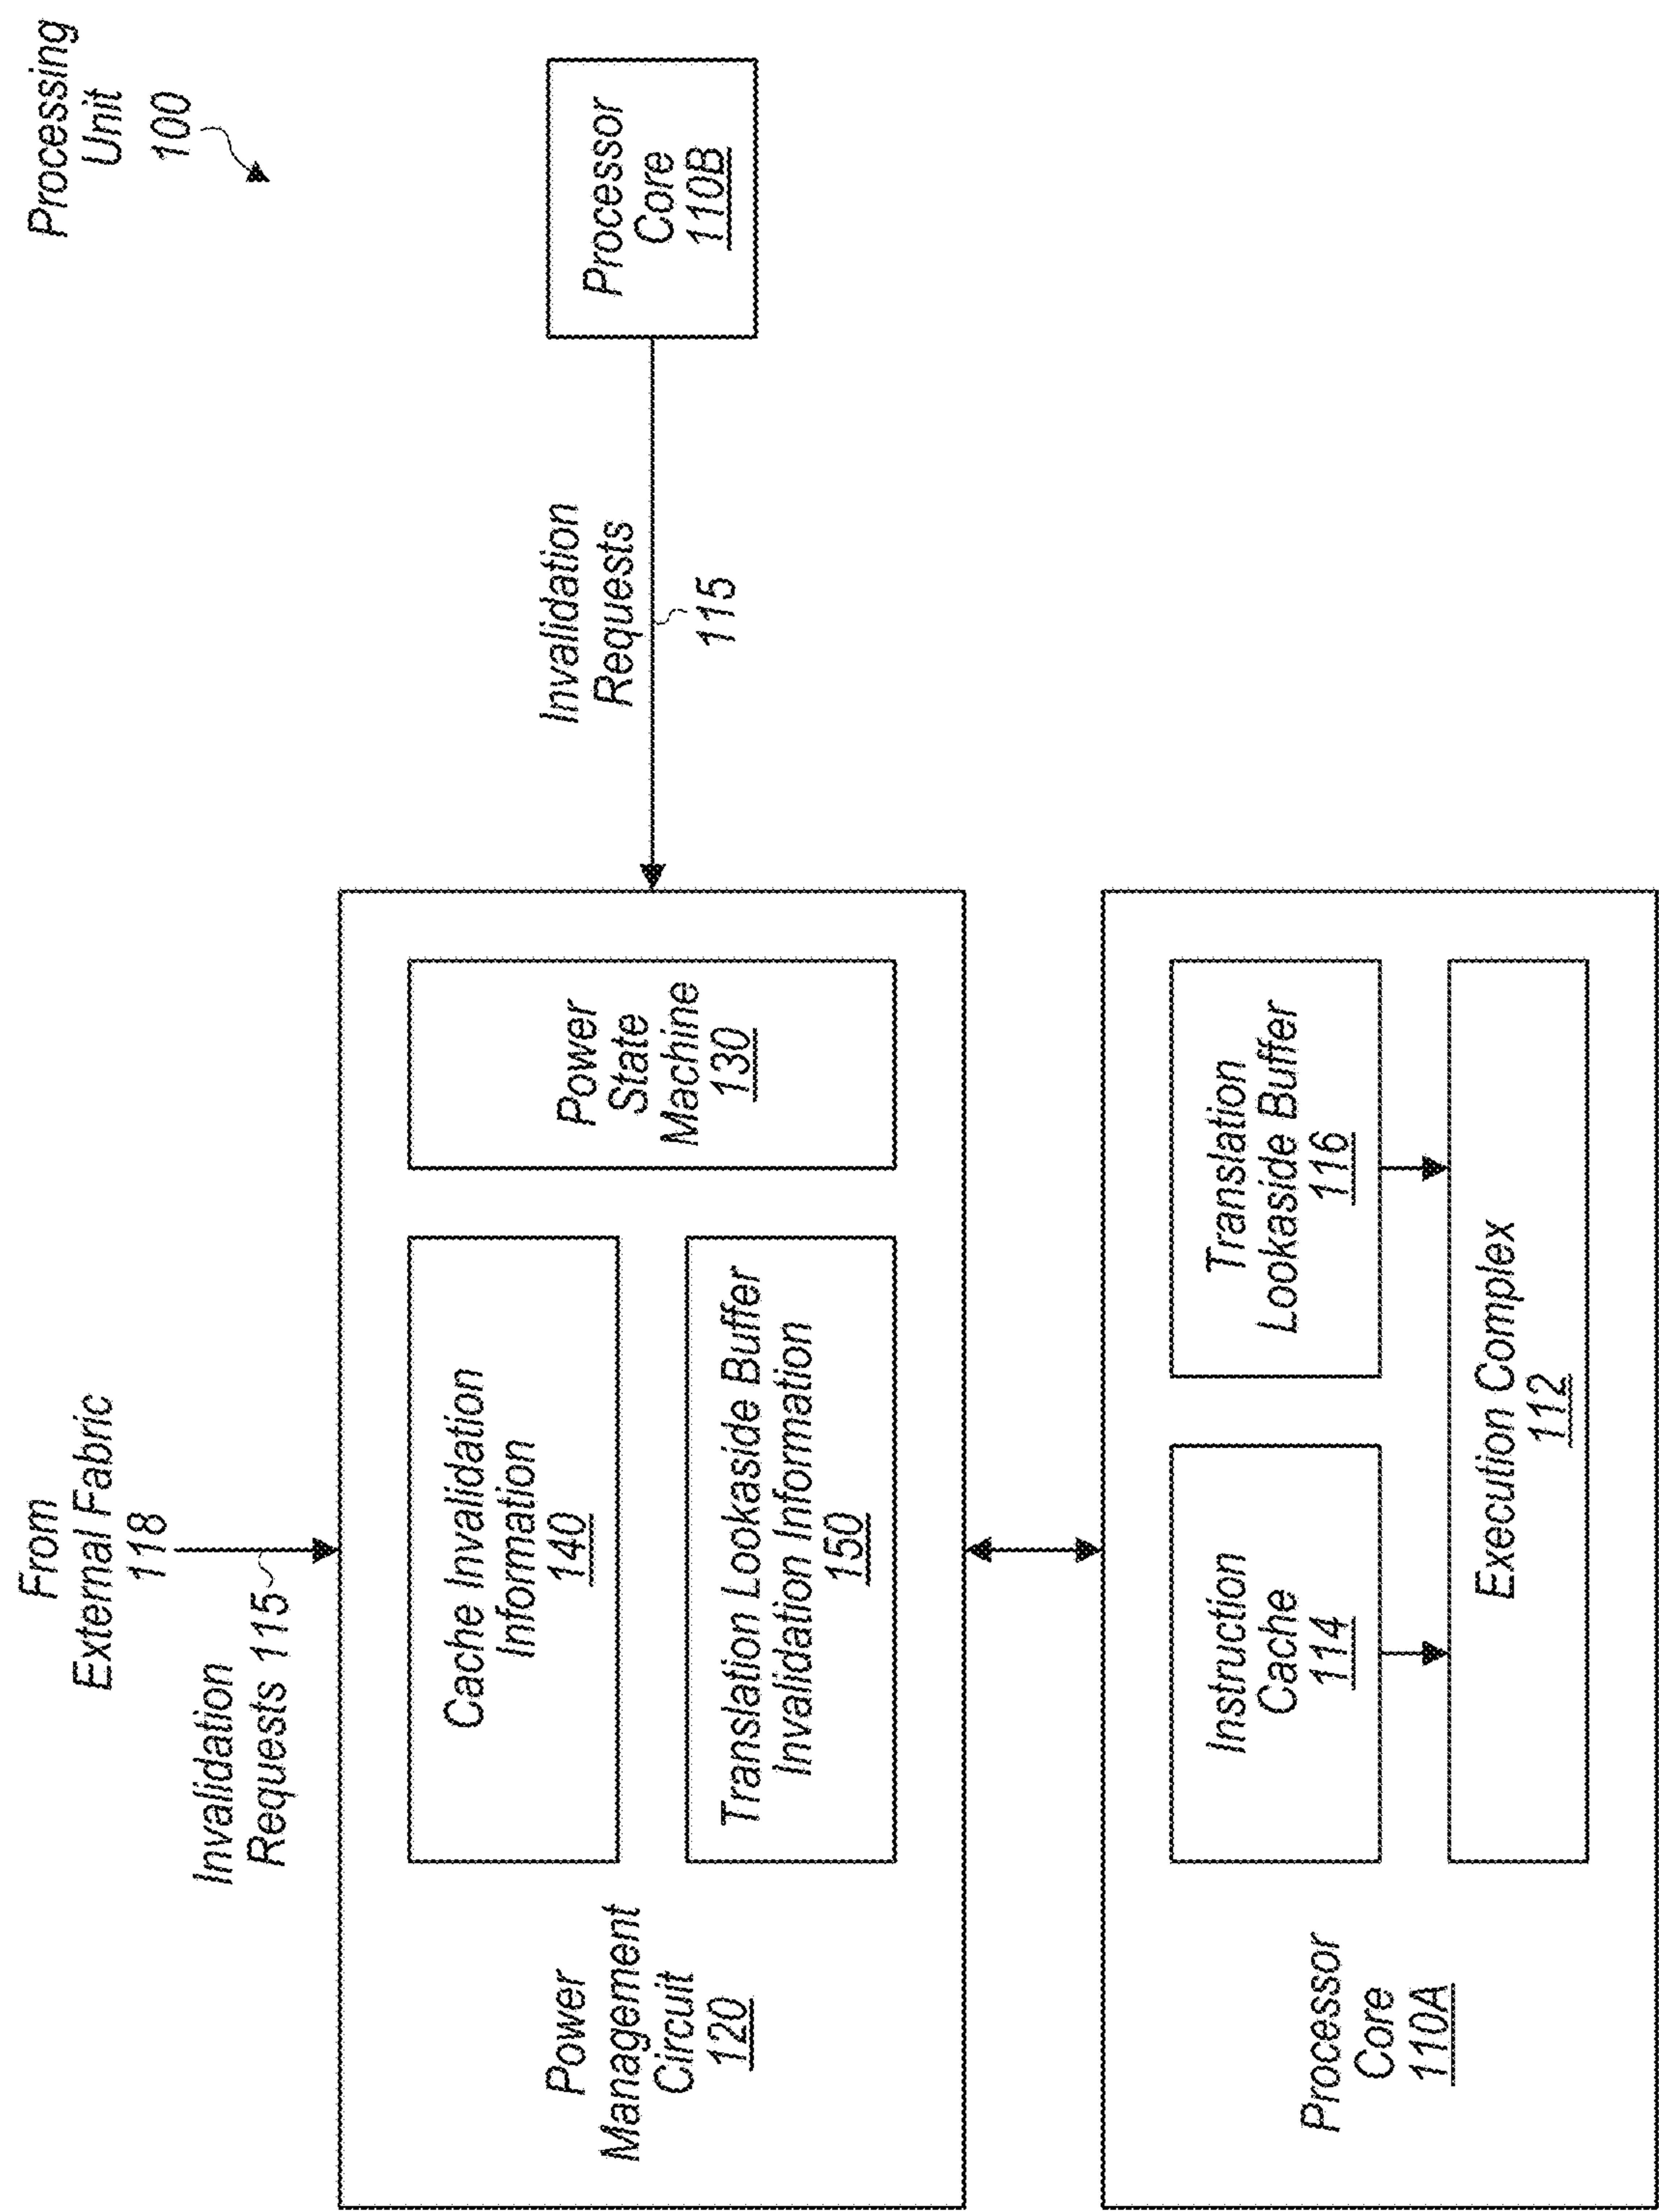 Processing
Unit
100
From
External Fabric
118
Invalidation
Requests 115
Power
Management
Circuit
120
Cache Invalidation
Information
140
Translation Lookaside Buffer
Invalidation Information
150
Power
State
Machine
130
Invalidation
Requests
115
Processor
Core
110B
Processor
Core
110A
Instruction
Cache
114
Translation
Lookaside Buffer
116
Execution Complex
112